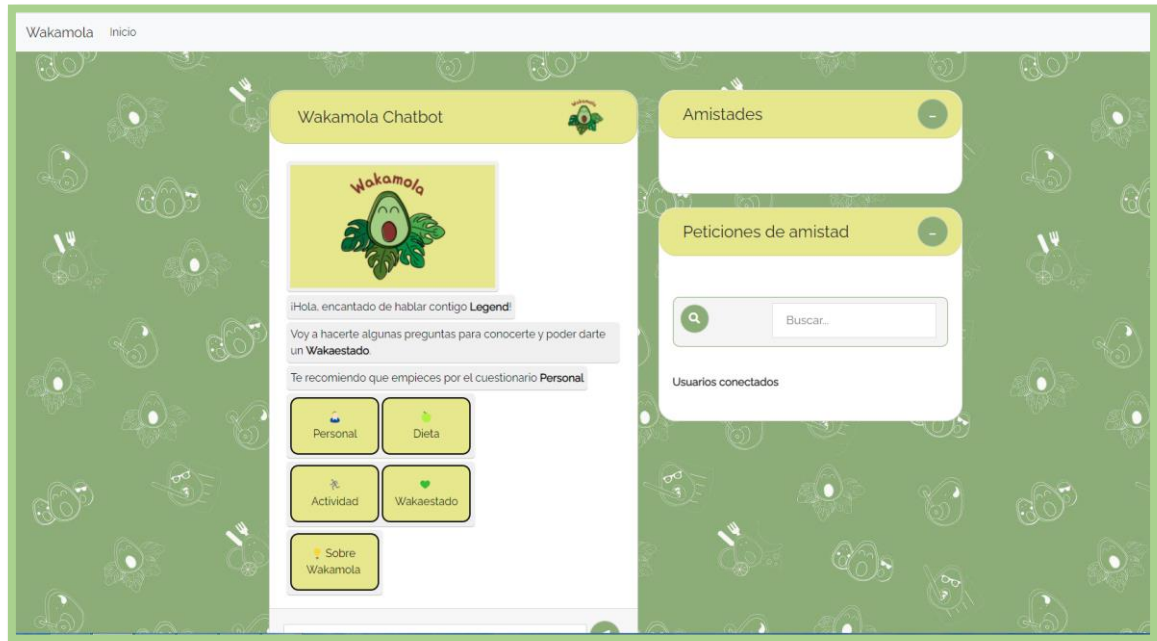 Wakamola Inicio
Wakamola Chatbot
Wakamola
Wakamola
¡Hola, encantado de hablar contigo Legend!
Voy a hacerte algunas preguntas para conocerte y poder darte
un Wakaestado.
Te recomiendo que empieces por el cuestionario Personal
Personal
Dieta
Actividad
Wakaestado
Sobre
Wakamola
Amistades
-
Peticiones de amistad
-
Buscar...
Usuarios conectados